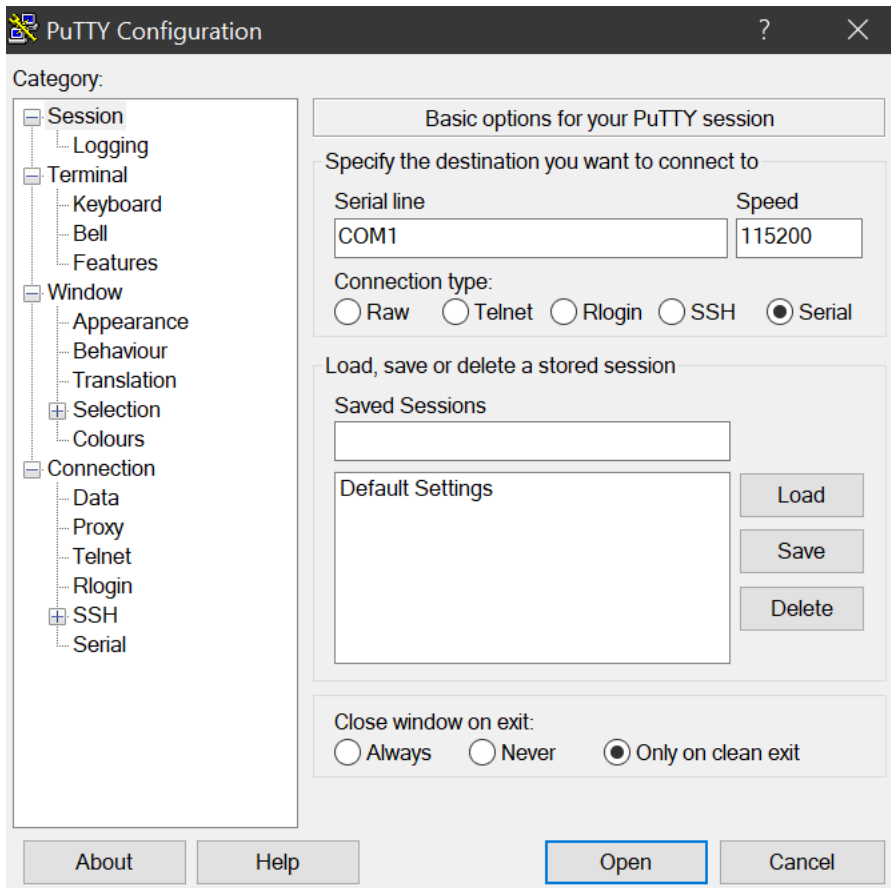 PuTTY Configuration ?
Category:
Session
Logging
Terminal
Keyboard
Bell
Features
Window
Appearance
Behaviour
Translation
Selection
Colours
Connection
Data
Proxy
Telnet
Rlogin
SSH
Serial
Basic options for your PuTTY session
Specify the destination you want to connect to
Serial line Speed
COM1 115200
Connection type:
Raw Telnet Rlogin SSH Serial
Load, save or delete a stored session
Saved Sessions
Default Settings
Load
Save
Delete
Close window on exit:
Always Never Only on clean exit
About Help Open Cancel